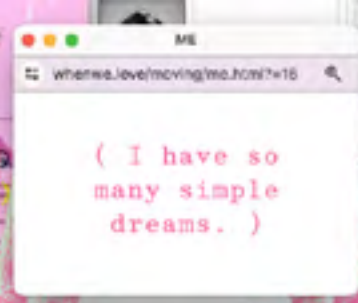 ME
whenwe.love/moving/me.html?=16
( I have so
many simple
dreams. )